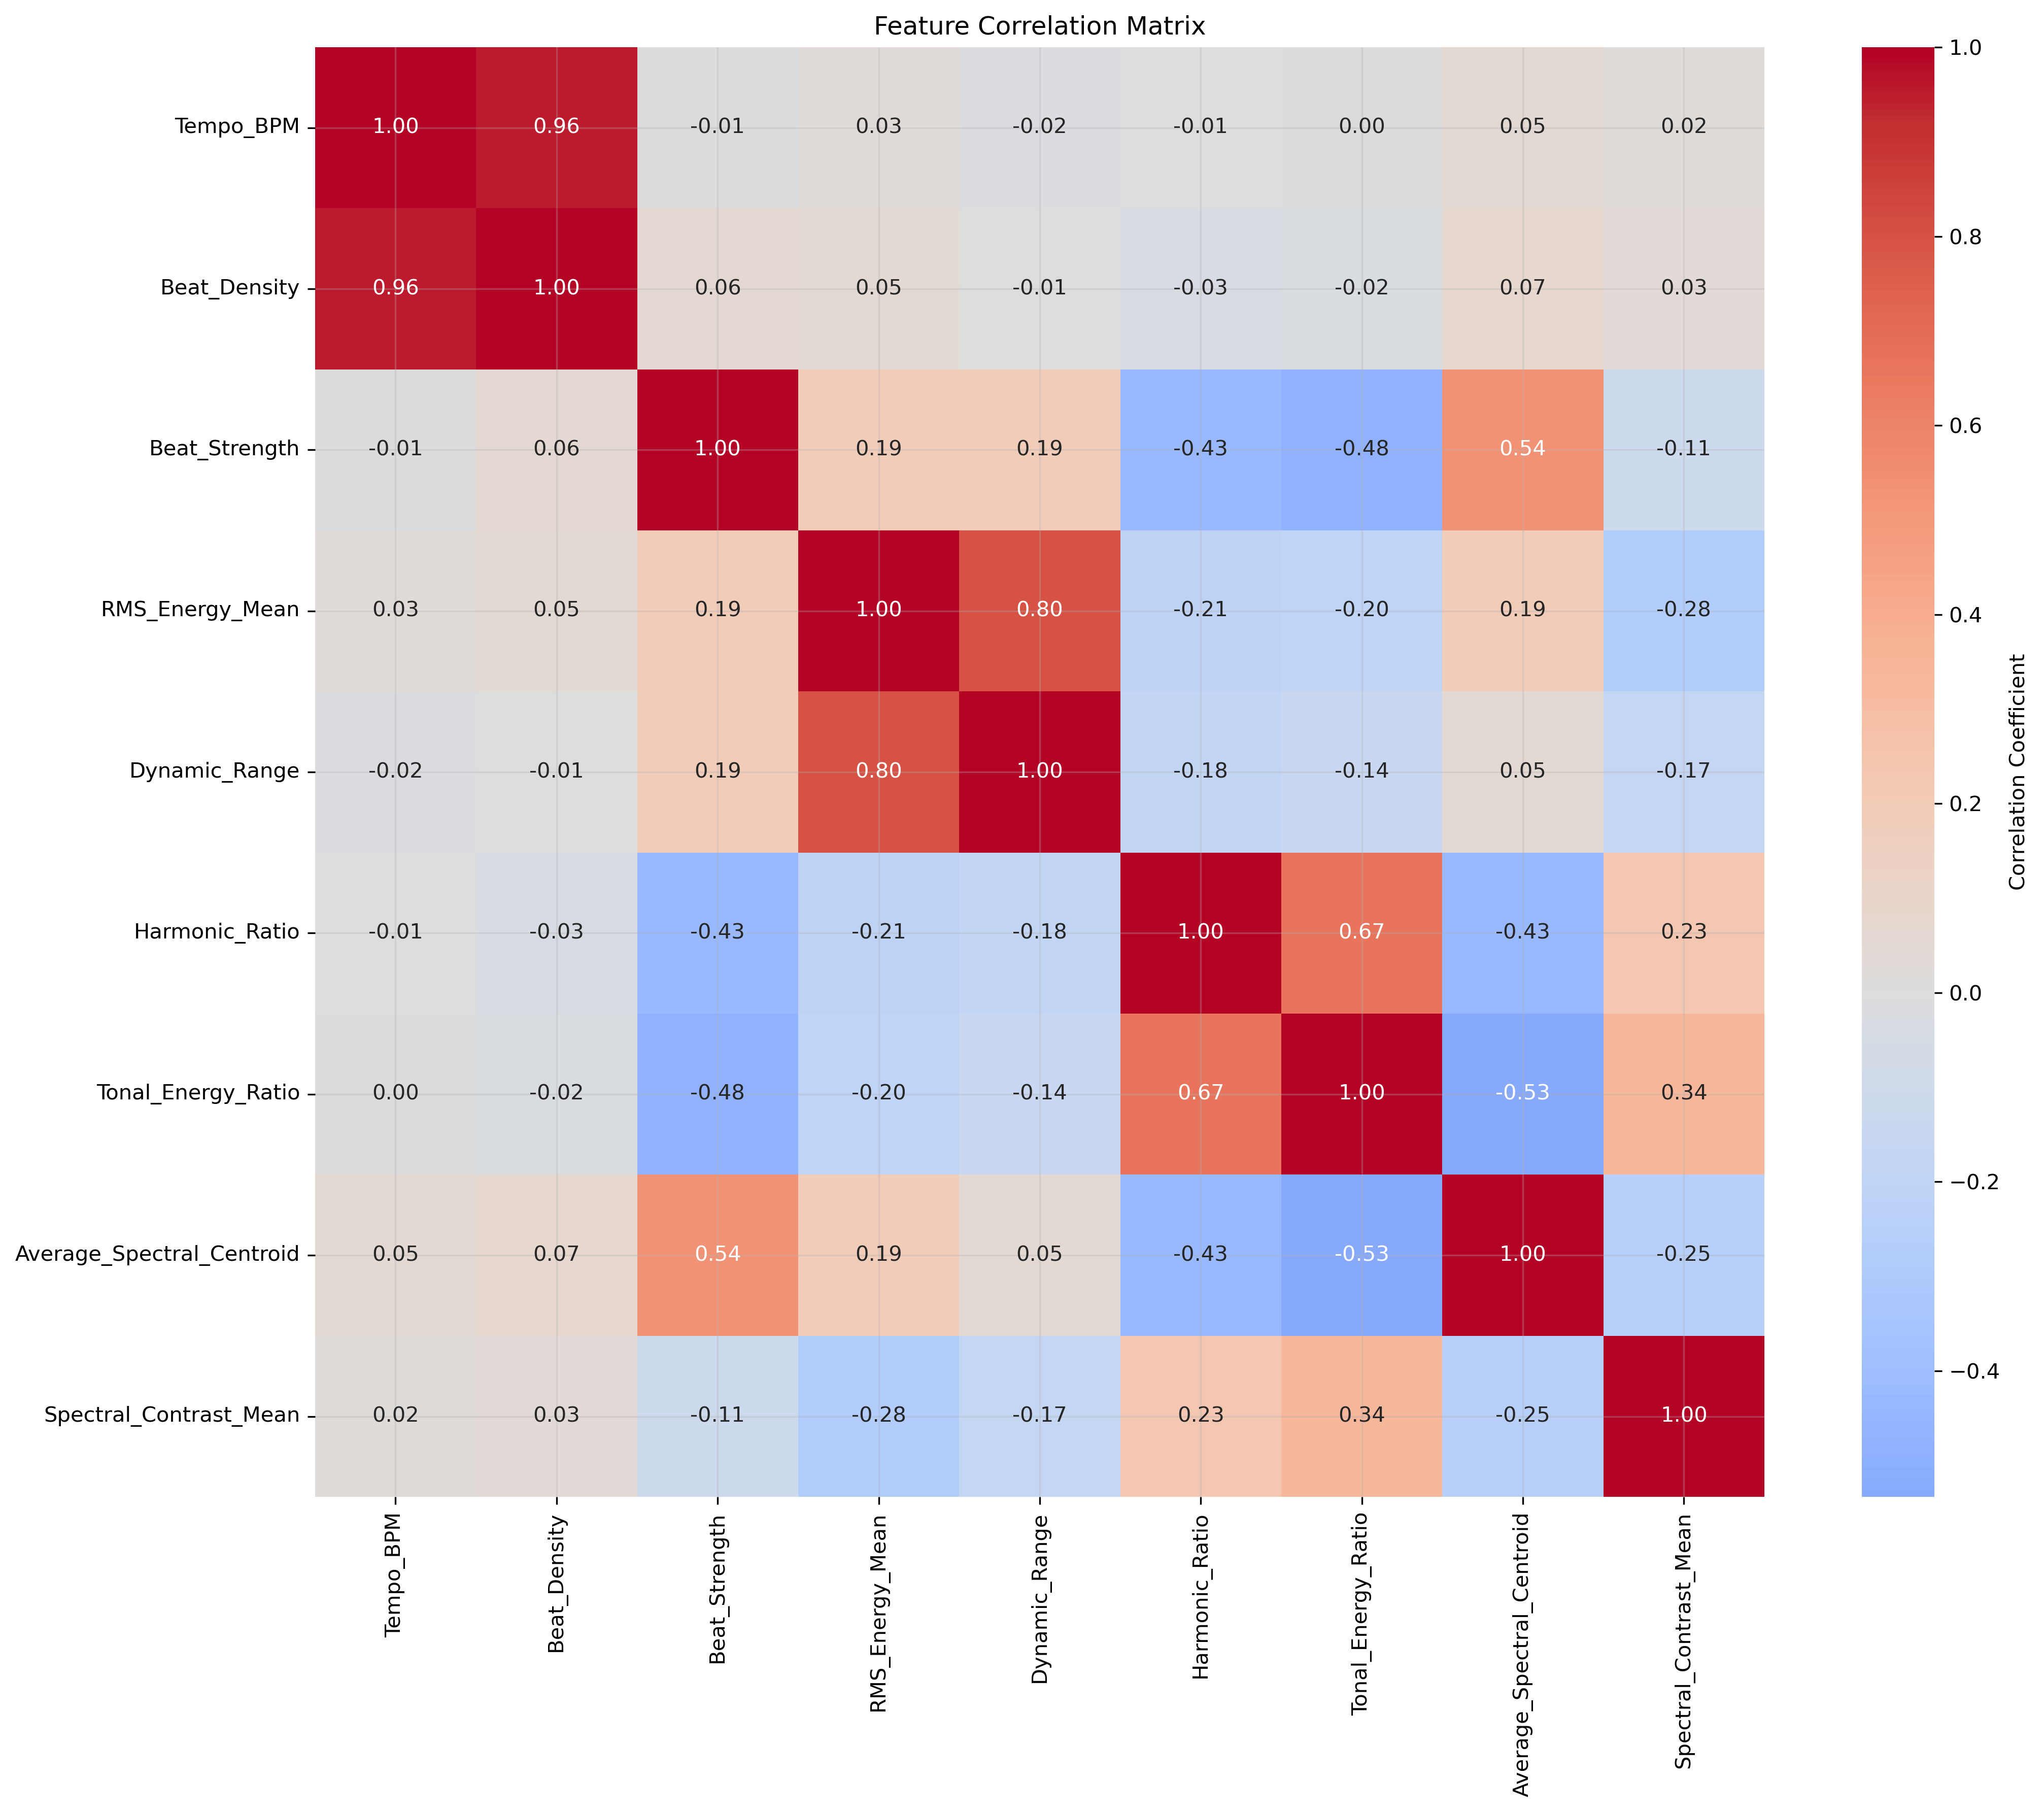 Feature Correlation Matrix
Tempo_BPM 1.00 0.96 -0.01 0.03 -0.02 -0.01 0.00 0.05 0.02
Beat_Density 0.96 1.00 0.06 0.05 -0.01 -0.03 -0.02 0.07 0.03
Beat_Strength -0.01 0.06 1.00 0.19 0.19 -0.43 -0.48 0.54 -0.11
RMS_Energy_Mean 0.03 0.05 0.19 1.00 0.80 -0.21 -0.20 0.19 -0.28
Dynamic_Range -0.02 -0.01 0.19 0.80 1.00 -0.18 -0.14 0.05 -0.17
Harmonic_Ratio -0.01 -0.03 -0.43 -0.21 -0.18 1.00 0.67 -0.43 0.23
Tonal_Energy_Ratio 0.00 -0.02 -0.48 -0.20 -0.14 0.67 1.00 -0.53 0.34
Average_Spectral_Centroid 0.05 0.07 0.54 0.19 0.05 -0.43 -0.53 1.00 -0.25
Spectral_Contrast_Mean 0.02 0.03 -0.11 -0.28 -0.17 0.23 0.34 -0.25 1.00
Tempo_BPM
Beat_Density
Beat_Strength
RMS_Energy_Mean
Dynamic_Range
Harmonic_Ratio
Tonal_Energy_Ratio
Average_Spectral_Centroid
Spectral_Contrast_Mean
1.0
0.8
0.6
0.4
0.2
0.0
−0.2
−0.4
Correlation Coefficient